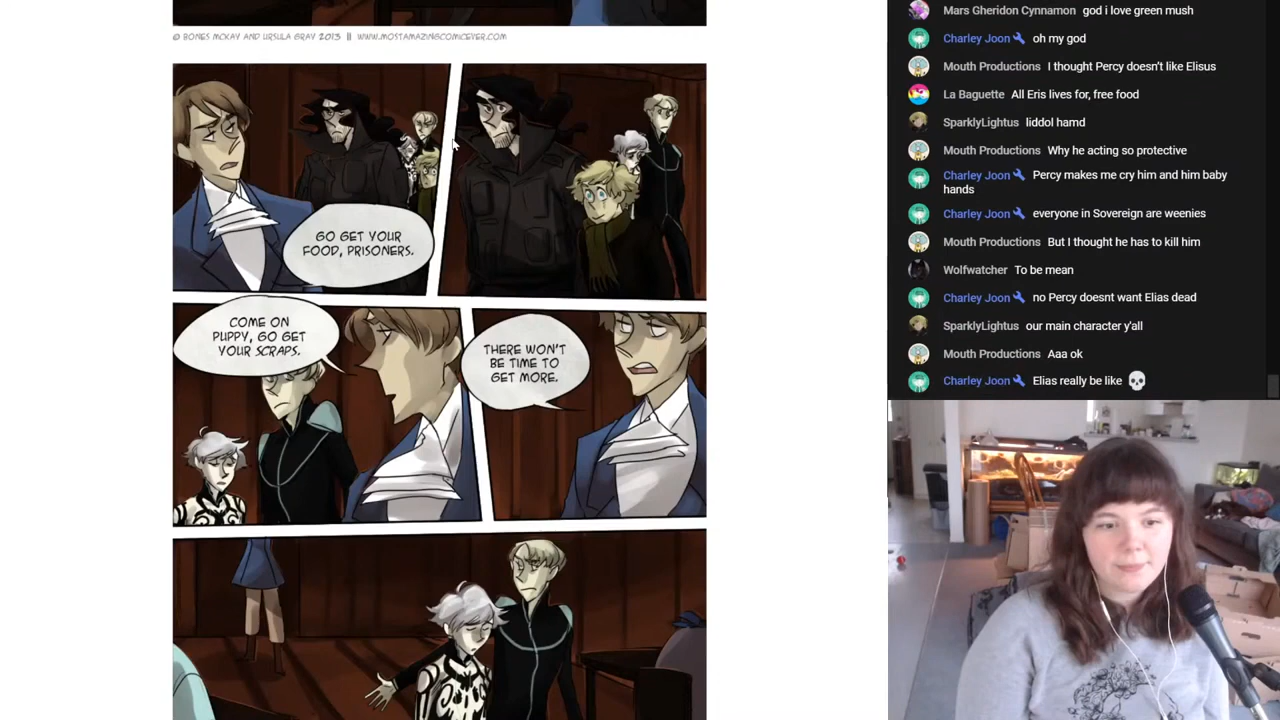 © BONES MCKAY AND URSULA GRAY 2013 || WWW.MOSTAMAZINGCOMICEVER.COM
GO GET YOUR
FOOD, PRISONERS.
COME ON
PUPPY, GO GET
YOUR SCRAPS.
THERE WON'T
BE TIME TO
GET MORE.
Mars Gheridon Cynnamon god i love green mush
Charley Joon oh my god
Mouth Productions I thought Percy doesn't like Elisus
La Baguette All Eris lives for, free food
SparklyLightus liddol hamd
Mouth Productions Why he acting so protective
Charley Joon Percy makes me cry him and him baby
hands
Charley Joon everyone in Sovereign are weenies
Mouth Productions But I thought he has to kill him
Wolfwatcher To be mean
Charley Joon no Percy doesnt want Elias dead
SparklyLightus our main character y'all
Mouth Productions Aaa ok
Charley Joon Elias really be like 💀